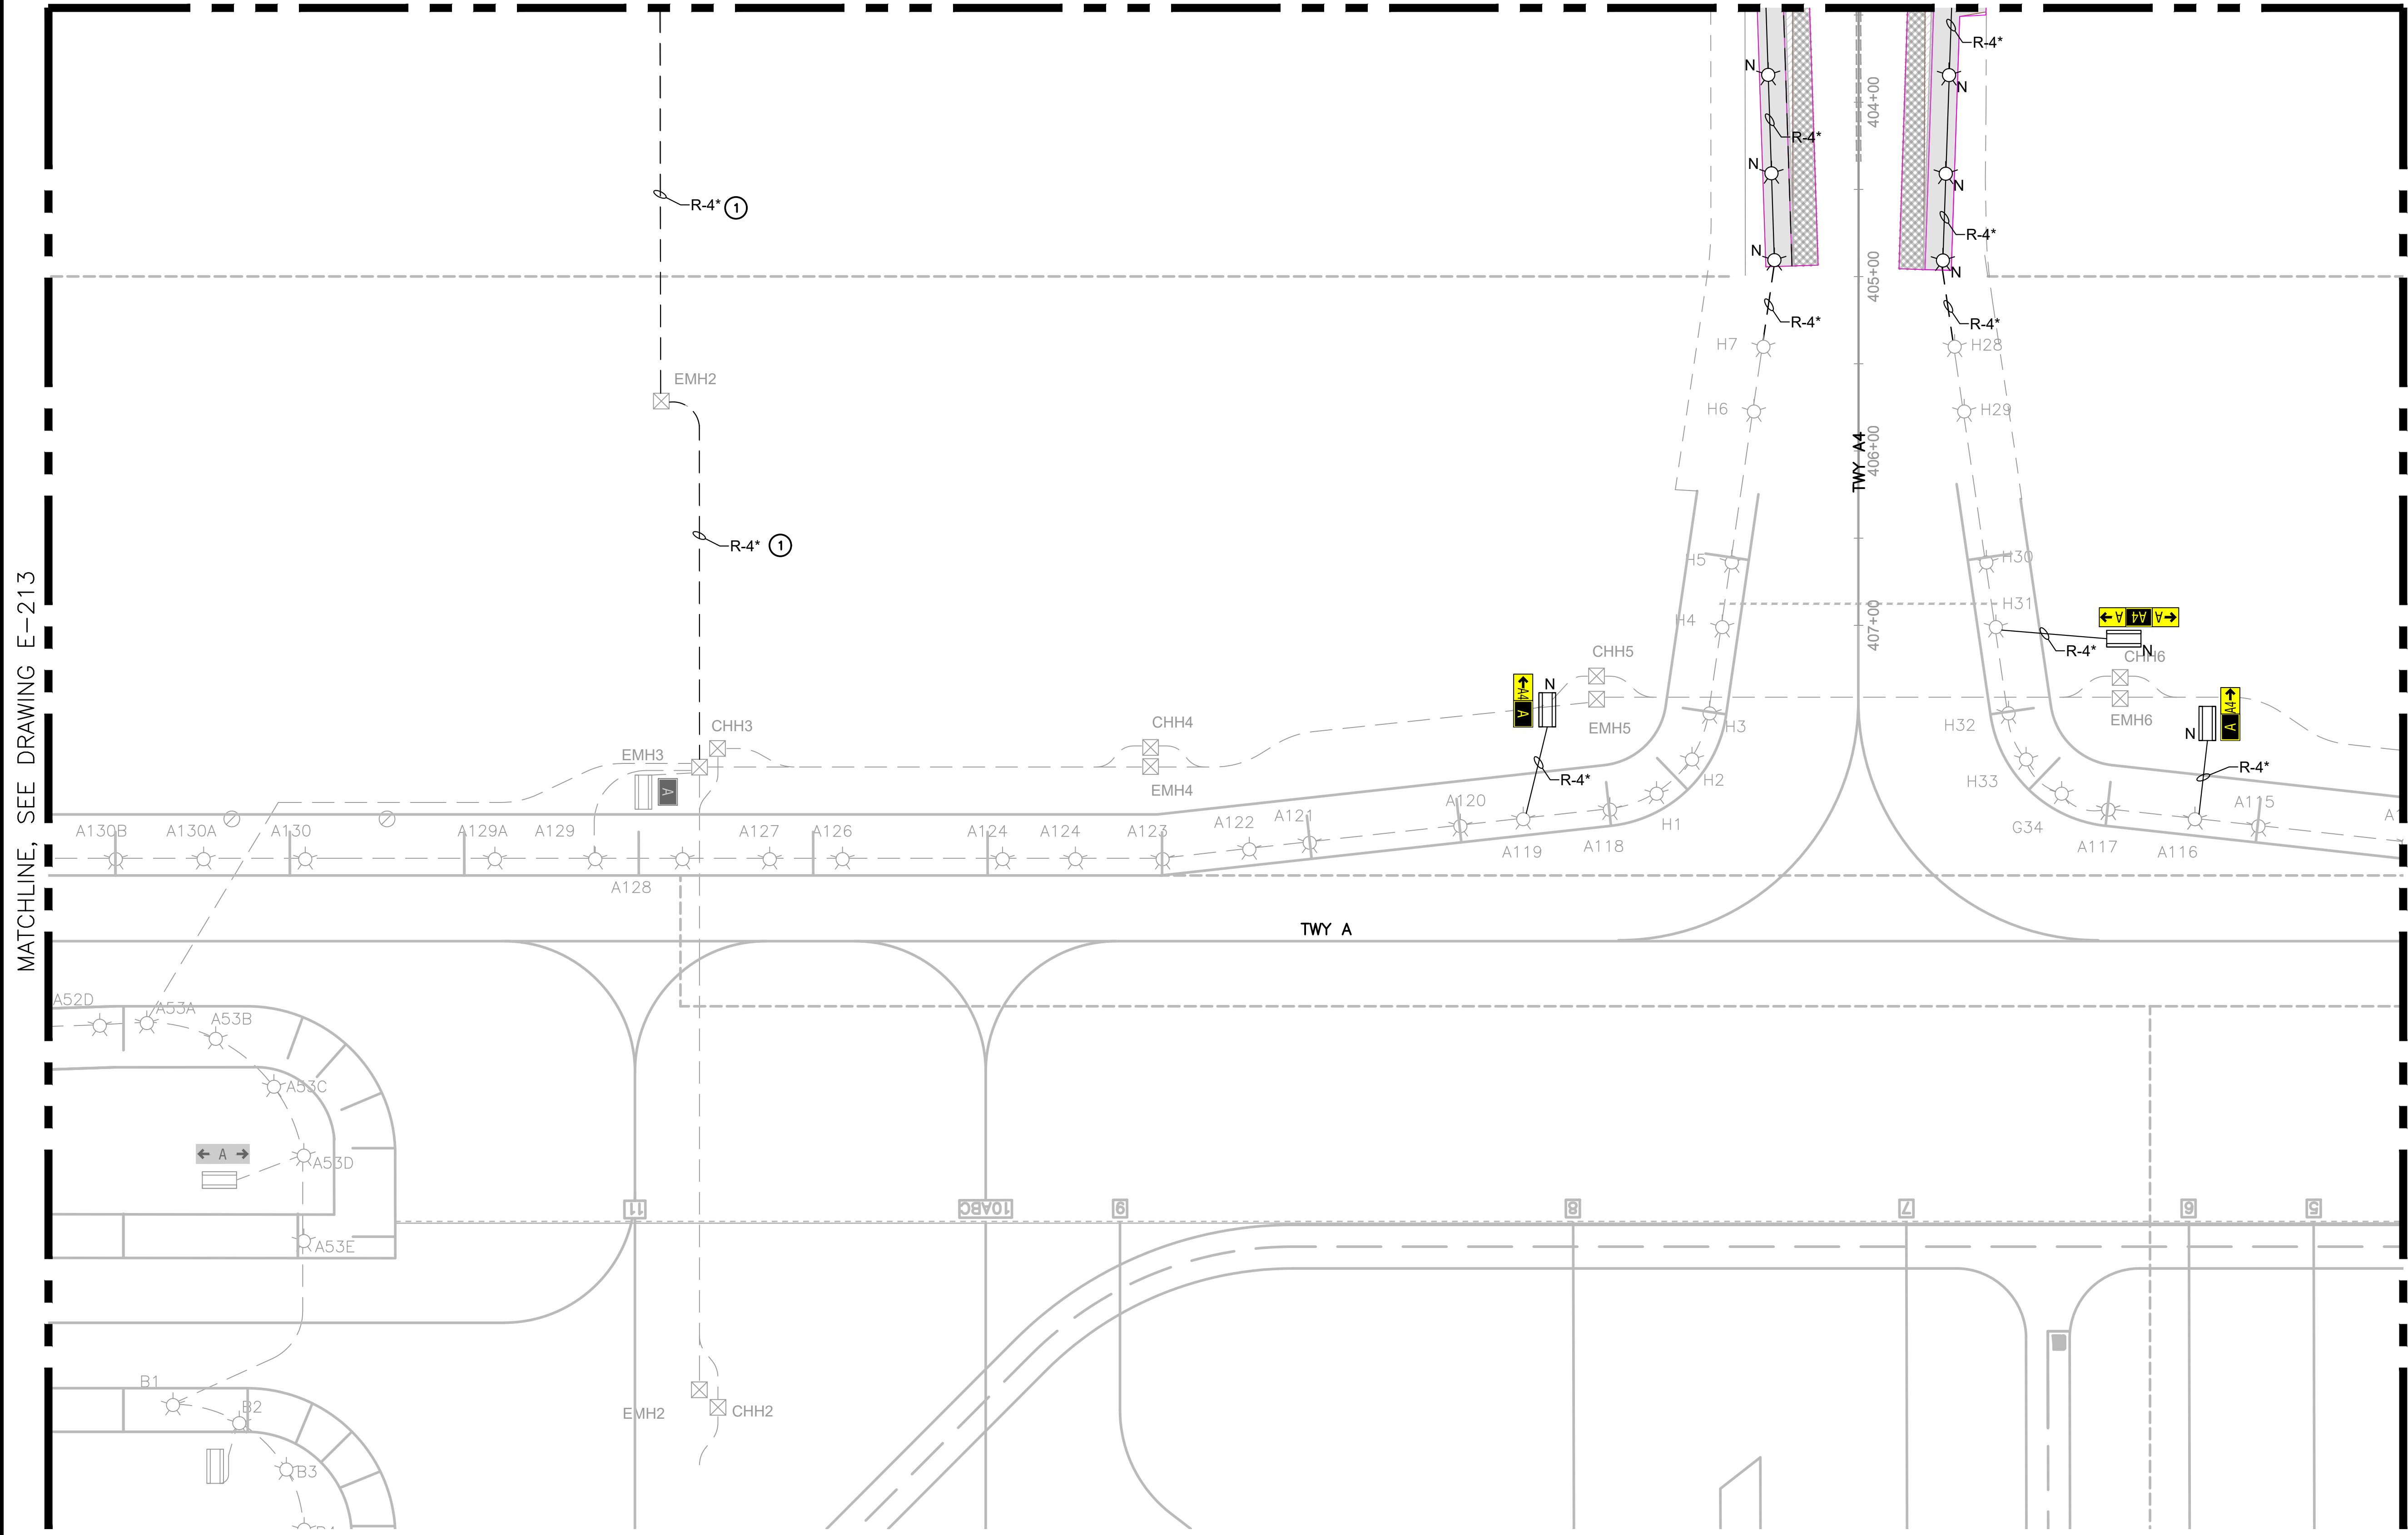 MATCHLINE, SEE DRAWING E-213
R-4*
N
N
R-4*
N
N
404+00
R-4*
N
N
R-4* 1
R-4*
N
N
405+00
R-4*
R-4*
H7
H28
EMH2
H6
H29
TWY A4
406+00
R-4* 1
H5
H30
H31
H4
407+00
A A4 A
R-4*
N
CHH5
CHH6
A4 A
N
A4 A
N
EMH5
H3
H32
EMH6
CHH3
CHH4
EMH3
A
EMH4
R-4*
H2
H33
R-4*
A130B
A130A
A130
A129A
A129
A127
A126
A124
A124
A123
A122
A121
A120
H1
G34
A115
A119
A118
A117
A116
A128
TWY A
A52D
A53A
A53B
A53C
A
A53D
11
10ABC
9
8
7
6
5
A53E
B1
B2
EMH2
CHH2
B3